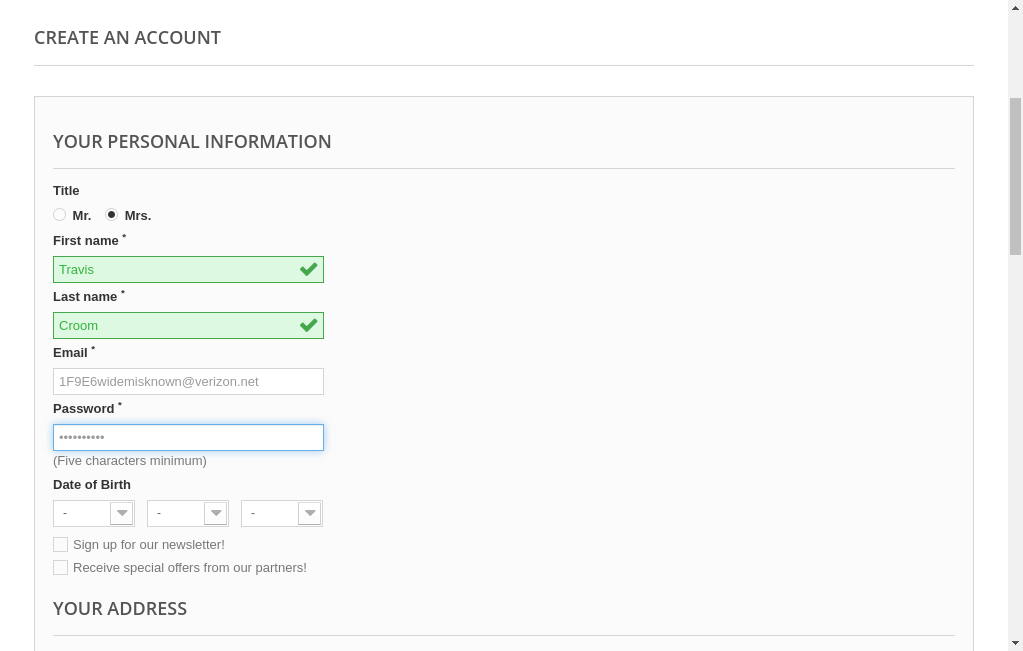 CREATE AN ACCOUNT
YOUR PERSONAL INFORMATION
Title
Mr. Mrs.
First name *
Travis
Last name *
Croom
Email *
1F9E6widemisknown@verizon.net
Password *
••••••••••
(Five characters minimum)
Date of Birth
- - -
Sign up for our newsletter!
Receive special offers from our partners!
YOUR ADDRESS